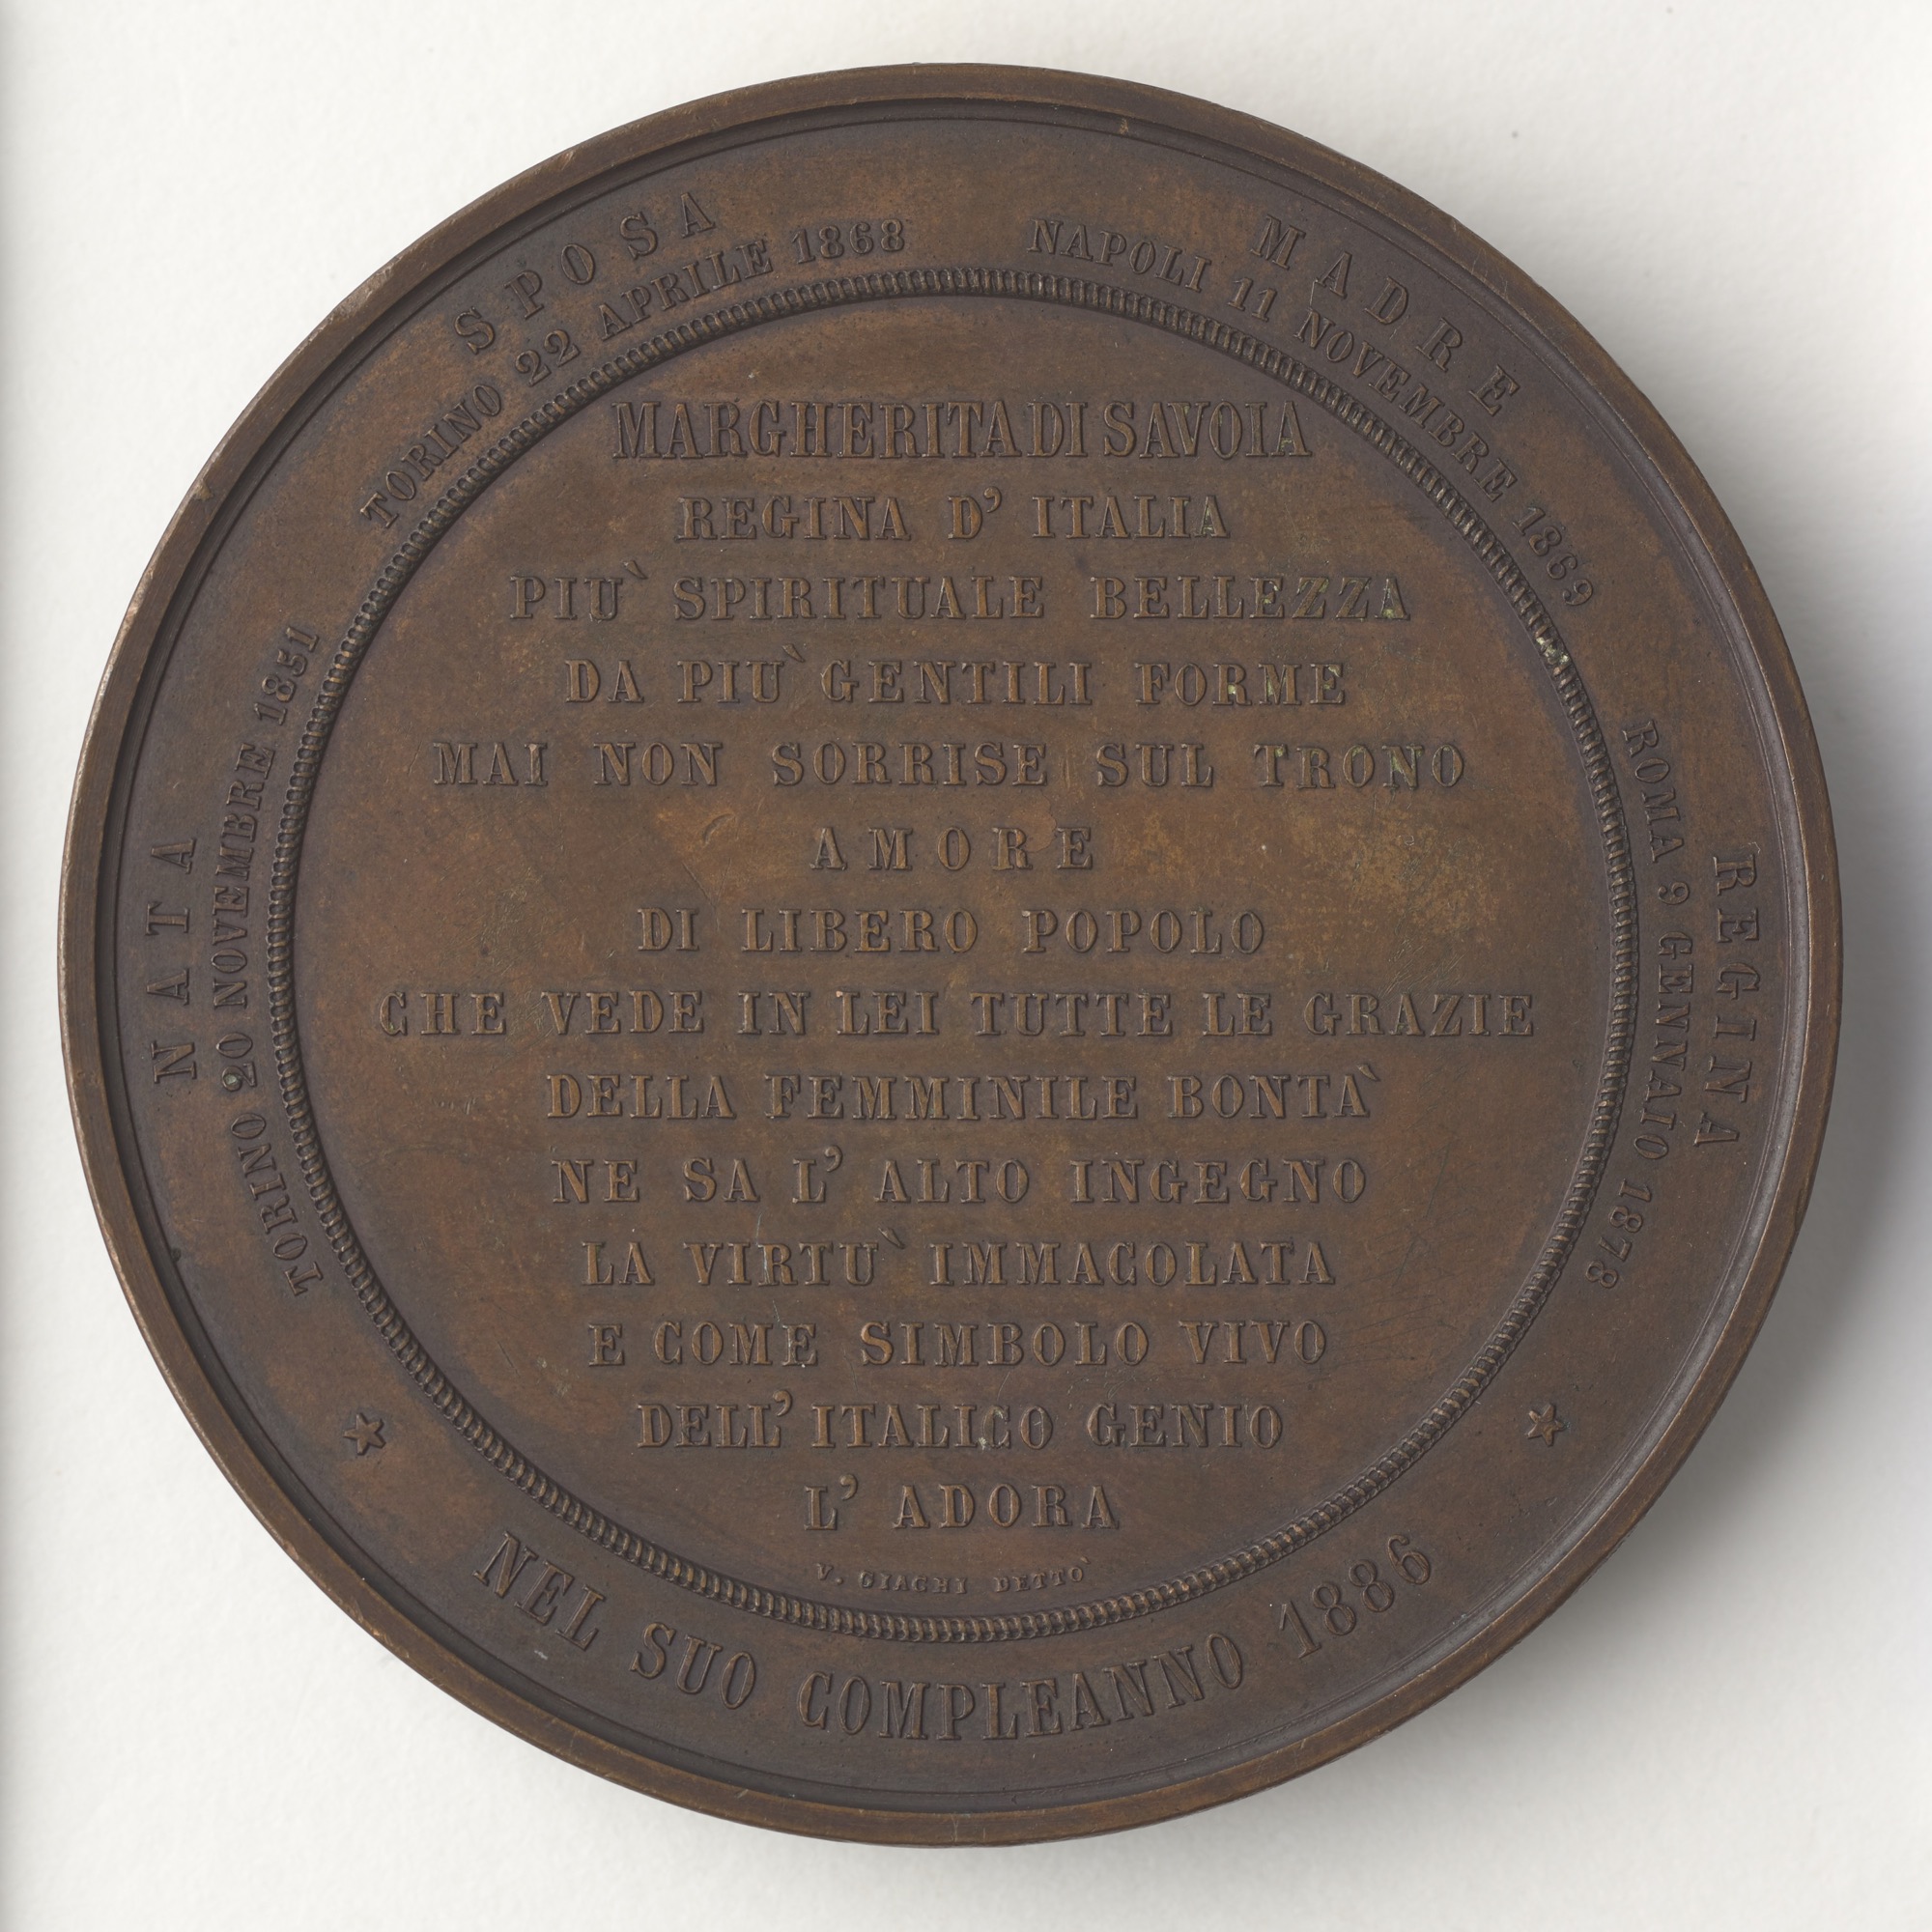 NATA
TORINO 20 NOVEMBRE 1851
SPOSA
TORINO 22 APRILE 1868
MADRE
NAPOLI 11 NOVEMBRE 1869
REGINA
ROMA 9 GENNAIO 1878
NEL SUO COMPLEANNO 1886
MARGHERITA DI SAVOIA
REGINA D' ITALIA
PIU` SPIRITUALE BELLEZZA
DA PIU` GENTILI FORME
MAI NON SORRISE SUL TRONO
AMORE
DI LIBERO POPOLO
CHE VEDE IN LEI TUTTE LE GRAZIE
DELLA FEMMINILE BONTA`
NE SA L' ALTO INGEGNO
LA VIRTU` IMMACOLATA
E COME SIMBOLO VIVO
DELL' ITALICO GENIO
L' ADORA
V. GIACHI DETTO`